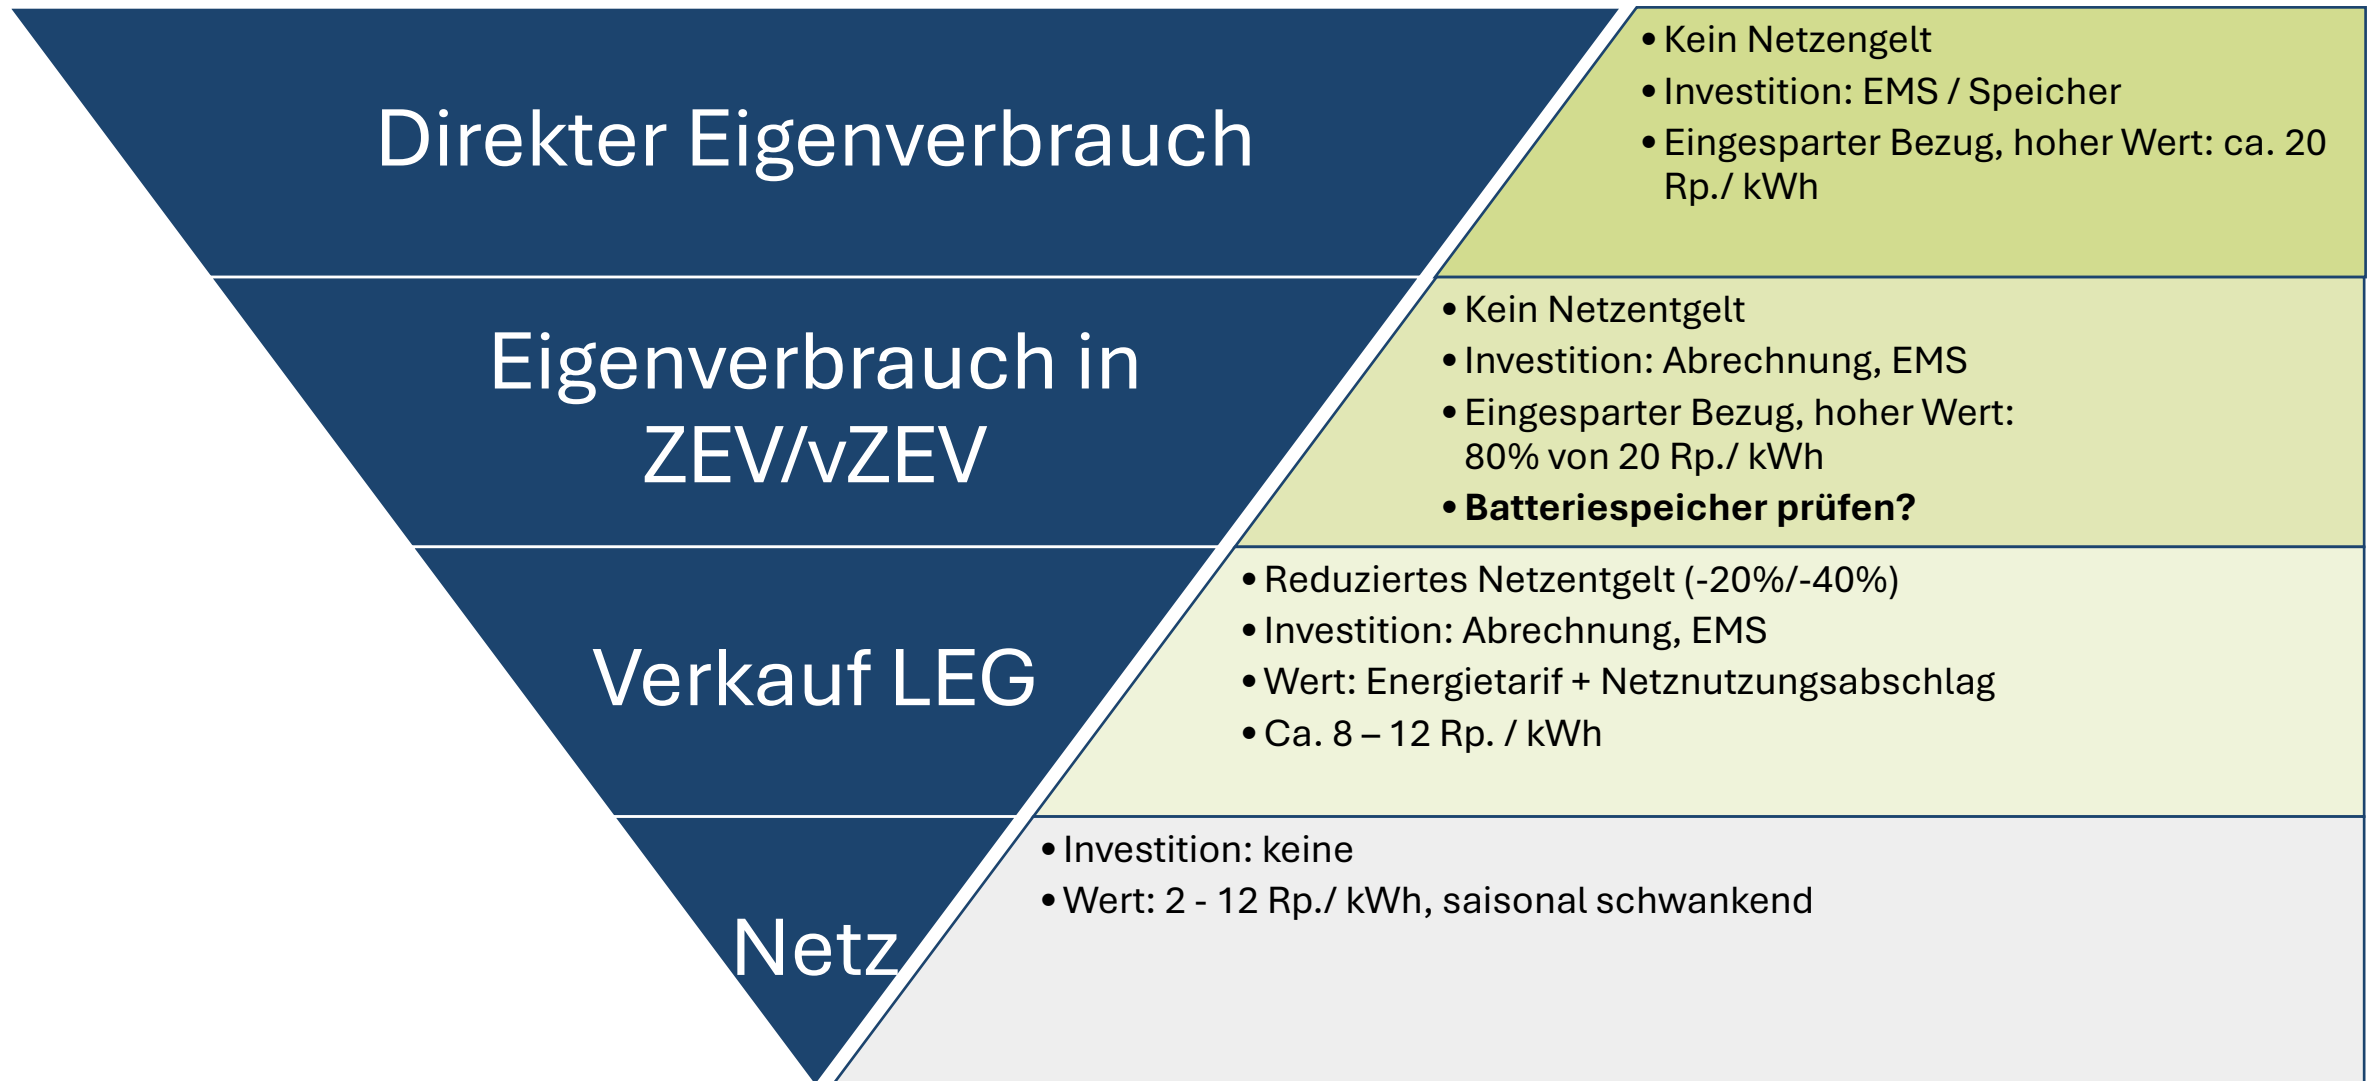 Direkter Eigenverbrauch
• Kein Netzengelt
• Investition: EMS / Speicher
• Eingesparter Bezug, hoher Wert: ca. 20
Rp./ kWh
Eigenverbrauch in
ZEV/vZEV
• Kein Netzentgelt
• Investition: Abrechnung, EMS
• Eingesparter Bezug, hoher Wert:
80% von 20 Rp./ kWh
• Batteriespeicher prüfen?
Verkauf LEG
• Reduziertes Netzentgelt (-20%/-40%)
• Investition: Abrechnung, EMS
• Wert: Energietarif + Netznutzungsabschlag
• Ca. 8 – 12 Rp. / kWh
Netz
• Investition: keine
• Wert: 2 - 12 Rp./ kWh, saisonal schwankend